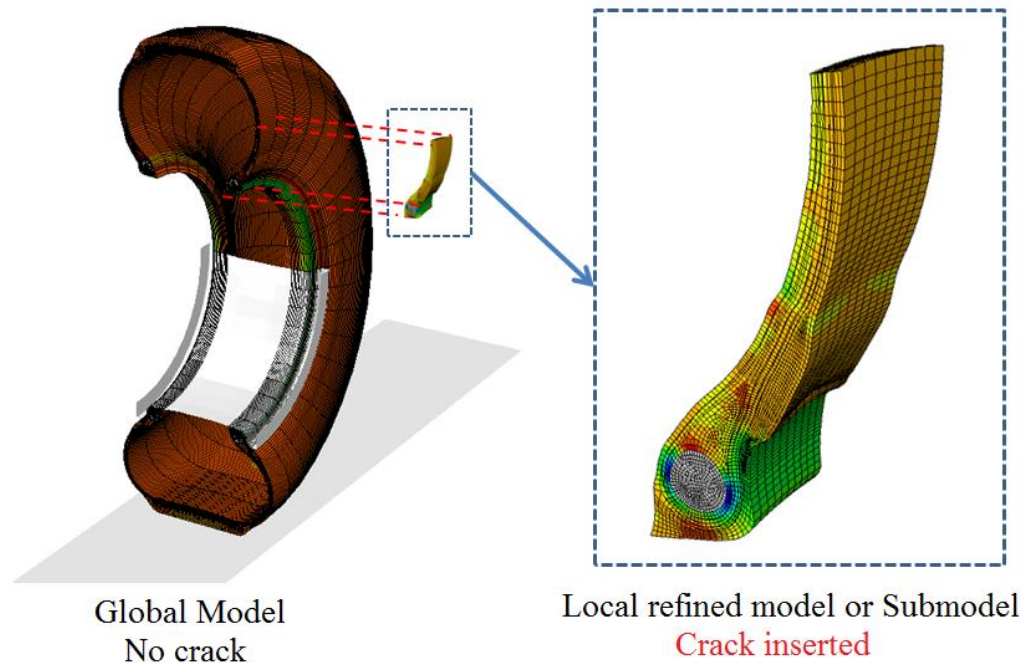 Global Model
No crack
Local refined model or Submodel
Crack inserted